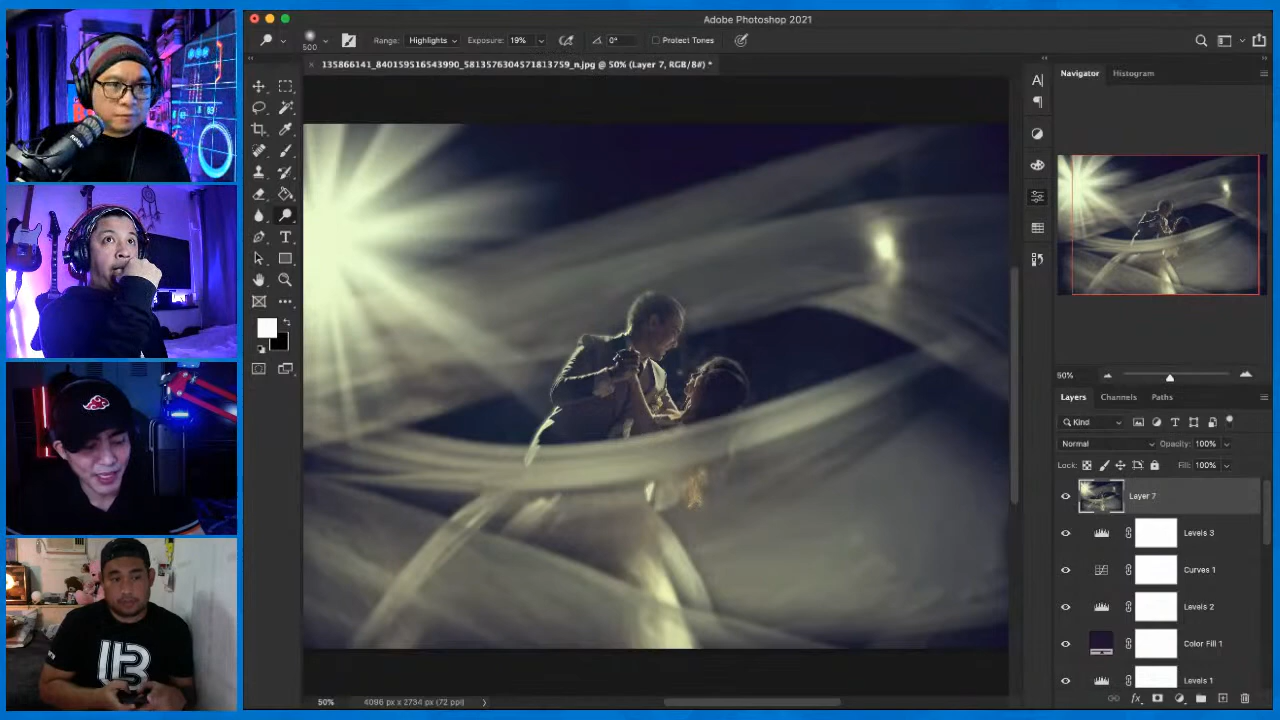 Adobe Photoshop 2021
500
Range: Highlights
Exposure: 19%
0°
Protect Tones
135866141_840159516543990_5813576304571813759_n.jpg @ 50% (Layer 7, RGB/8#) *
Navigator
Histogram
50%
Layers
Channels
Paths
Kind
Normal
Opacity: 100%
Lock:
Fill: 100%
Layer 7
Levels 3
Curves 1
Levels 2
Color Fill 1
Levels 1
50%
4096 px x 2734 px (72 ppi)